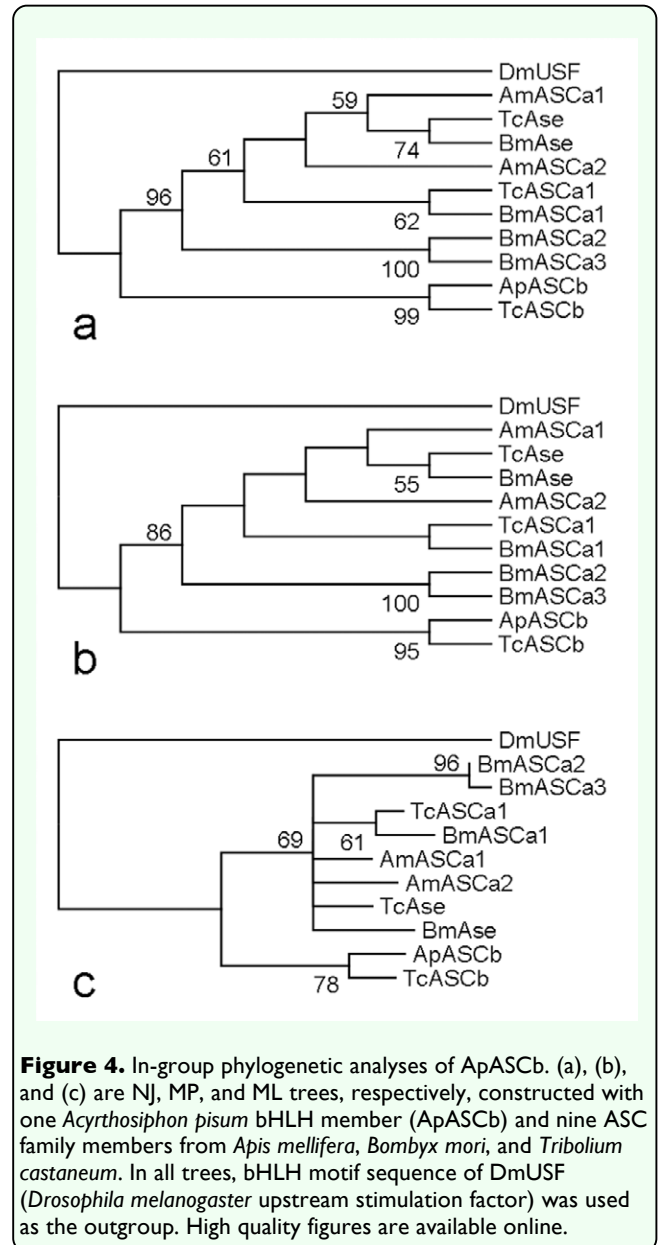 DmUSF
59 AmASCa1
TcAse
74 BmAse
61 AmASCa2
TcASCa1
96 62 BmASCa1
BmASCa2
100 BmASCa3
ApASCb
99 TcASCb
a
DmUSF
AmASCa1
TcAse
55 BmAse
AmASCa2
TcASCa1
86 BmASCa1
BmASCa2
100 BmASCa3
ApASCb
95 TcASCb
b
DmUSF
96 BmASCa2
BmASCa3
TcASCa1
69 61 BmASCa1
AmASCa1
AmASCa2
TcAse
BmAse
ApASCb
78 TcASCb
c
Figure 4. In-group phylogenetic analyses of ApASCb. (a), (b),
and (c) are NJ, MP, and ML trees, respectively, constructed with
one Acyrthosiphon pisum bHLH member (ApASCb) and nine ASC
family members from Apis mellifera, Bombyx mori, and Tribolium
castaneum. In all trees, bHLH motif sequence of DmUSF
(Drosophila melanogaster upstream stimulation factor) was used
as the outgroup. High quality figures are available online.